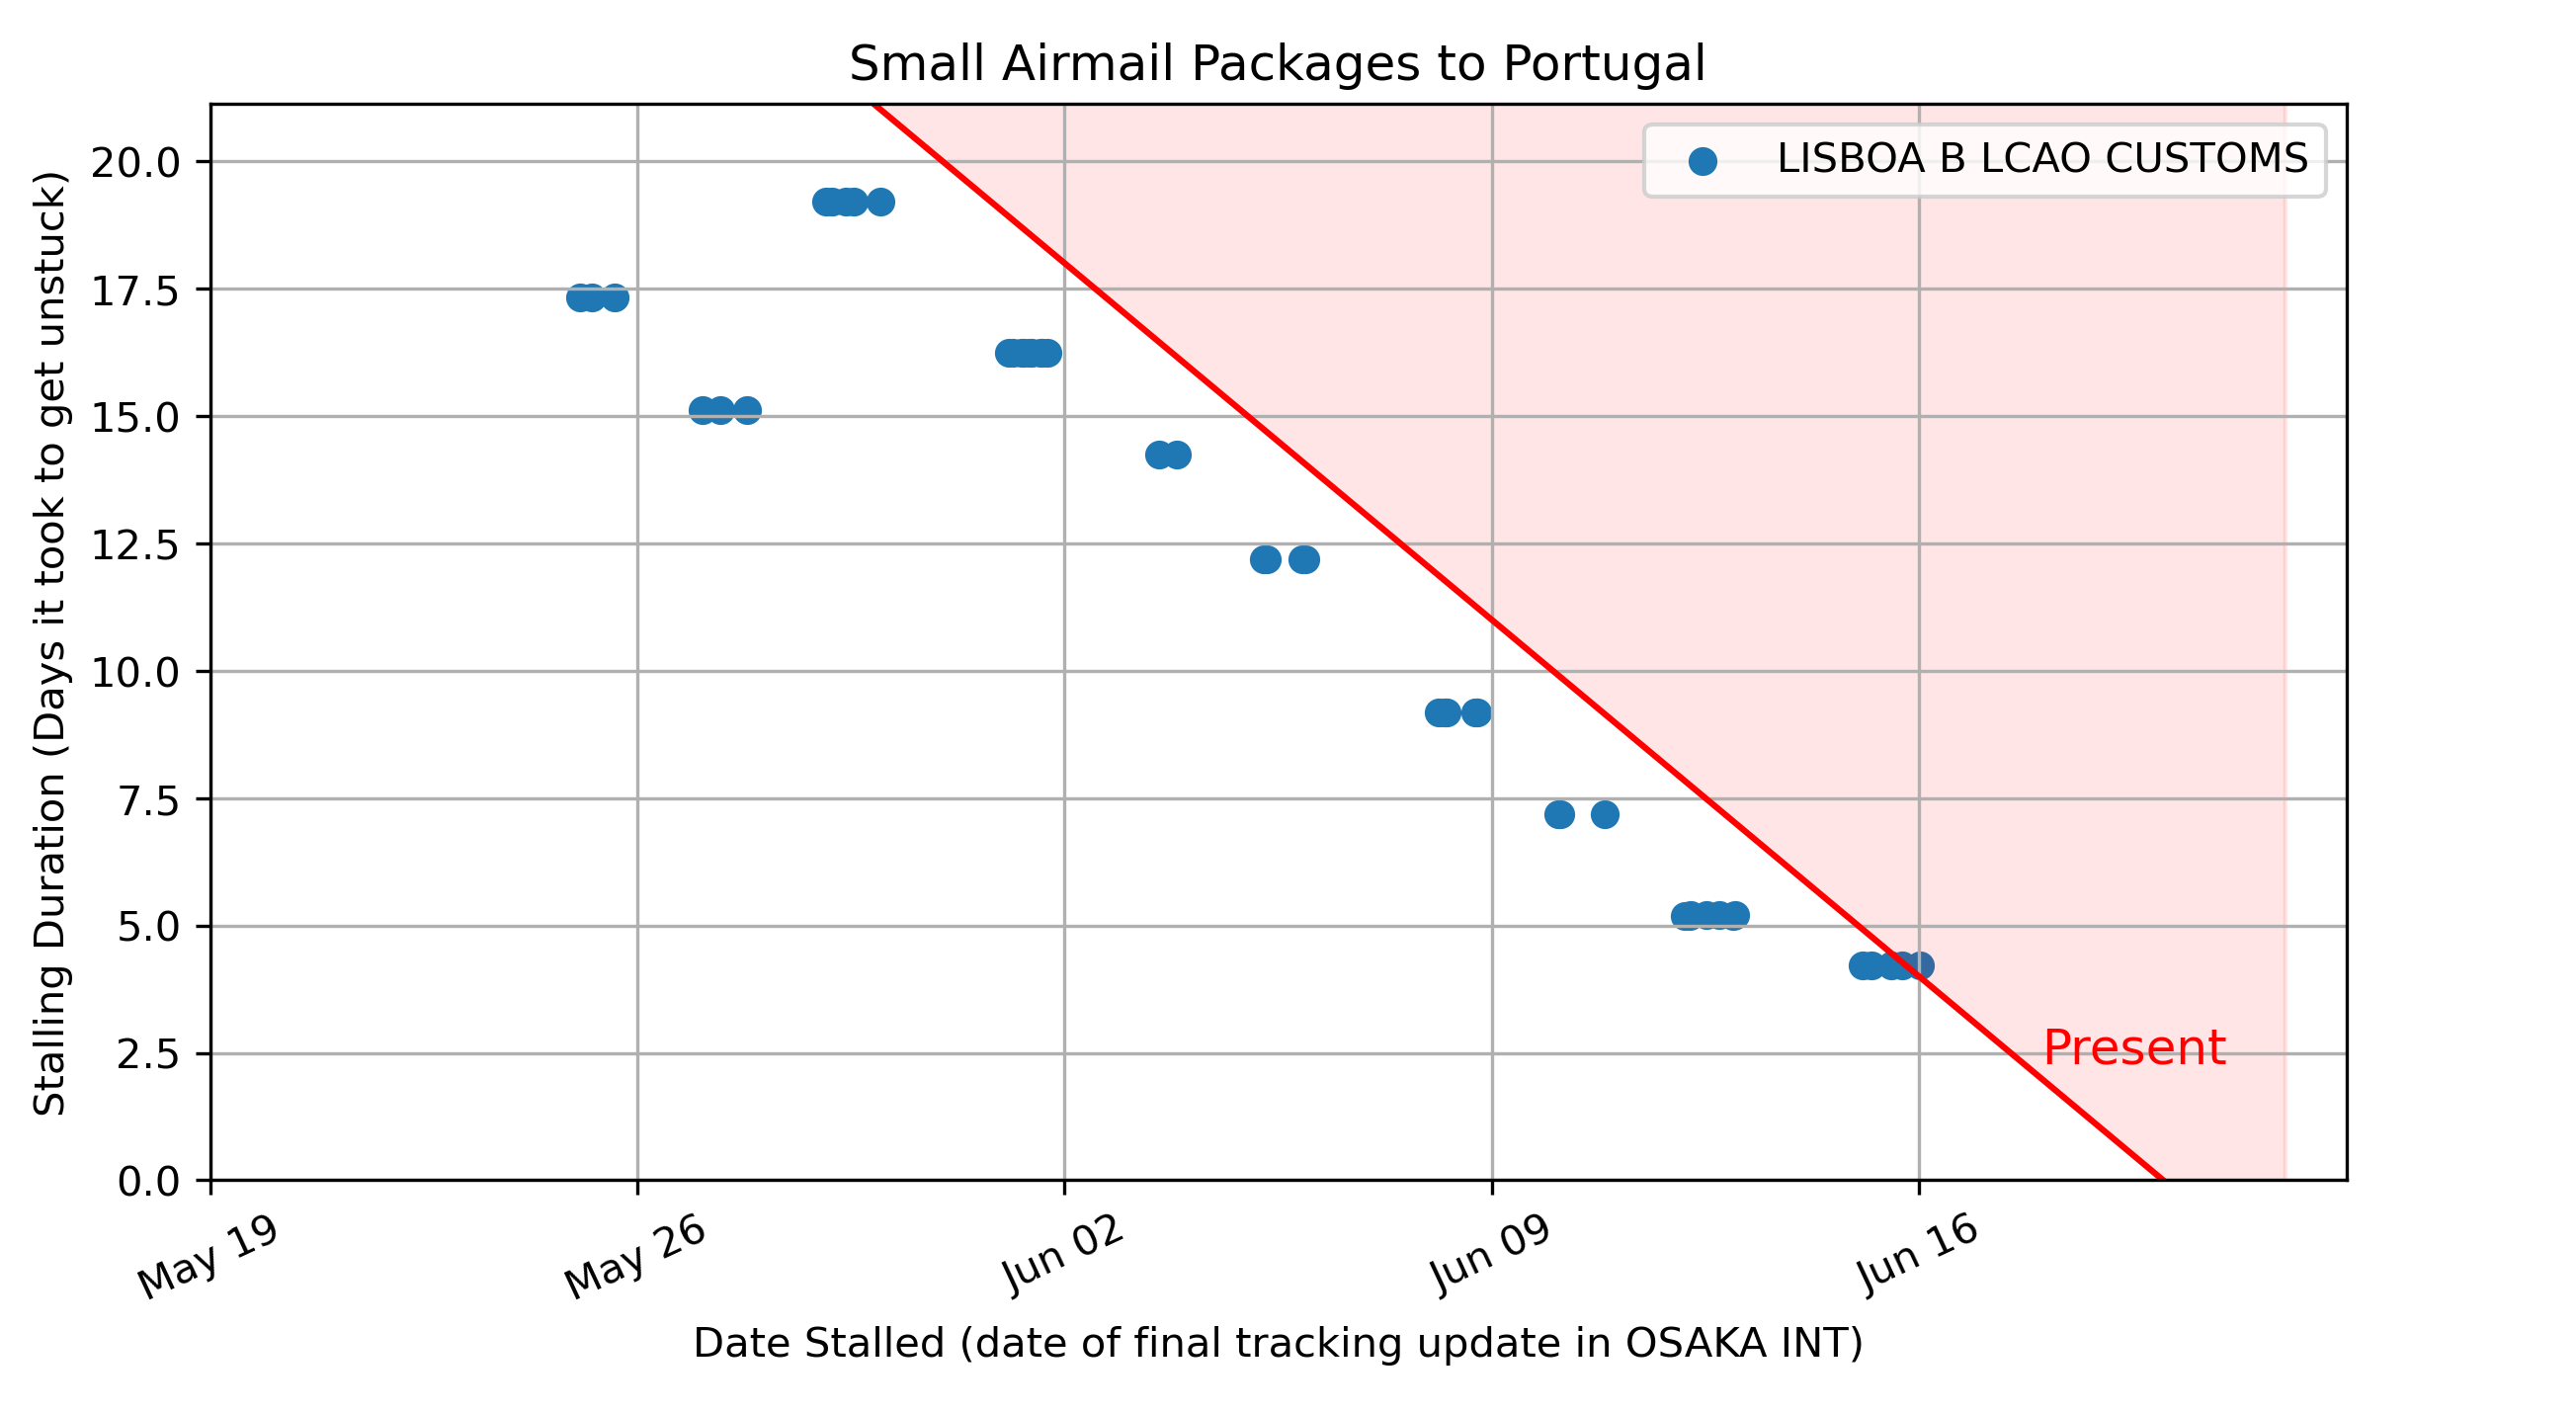 Small Airmail Packages to Portugal
LISBOA B LCAO CUSTOMS
Stalling Duration (Days it took to get unstuck)
20.0
17.5
15.0
12.5
10.0
7.5
5.0
2.5
0.0
Present
May 19
May 26
Jun 02
Jun 09
Jun 16
Date Stalled (date of final tracking update in OSAKA INT)